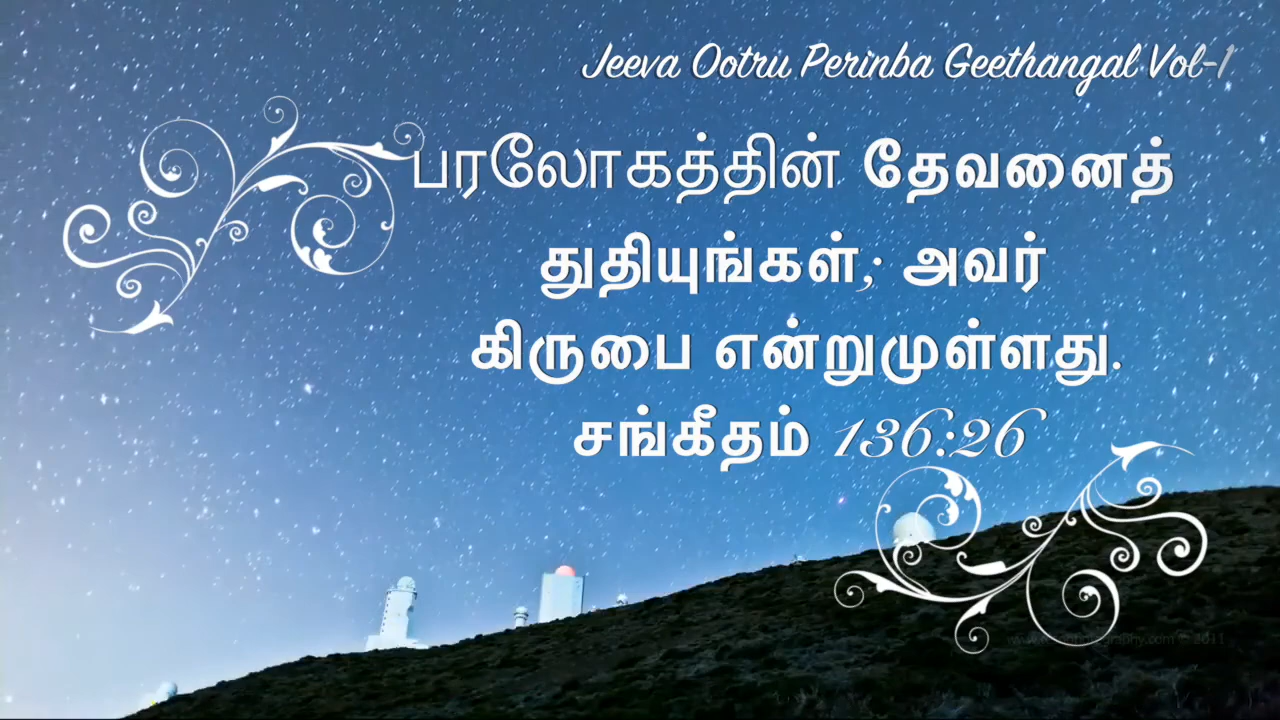 Jeeva Ootru Perinba Geethangal Vol-1
பரலோகத்தின் தேவனைத்
துதியுங்கள்; அவர்
கிருபை என்றுமுள்ளது.
சங்கீதம் 136:26